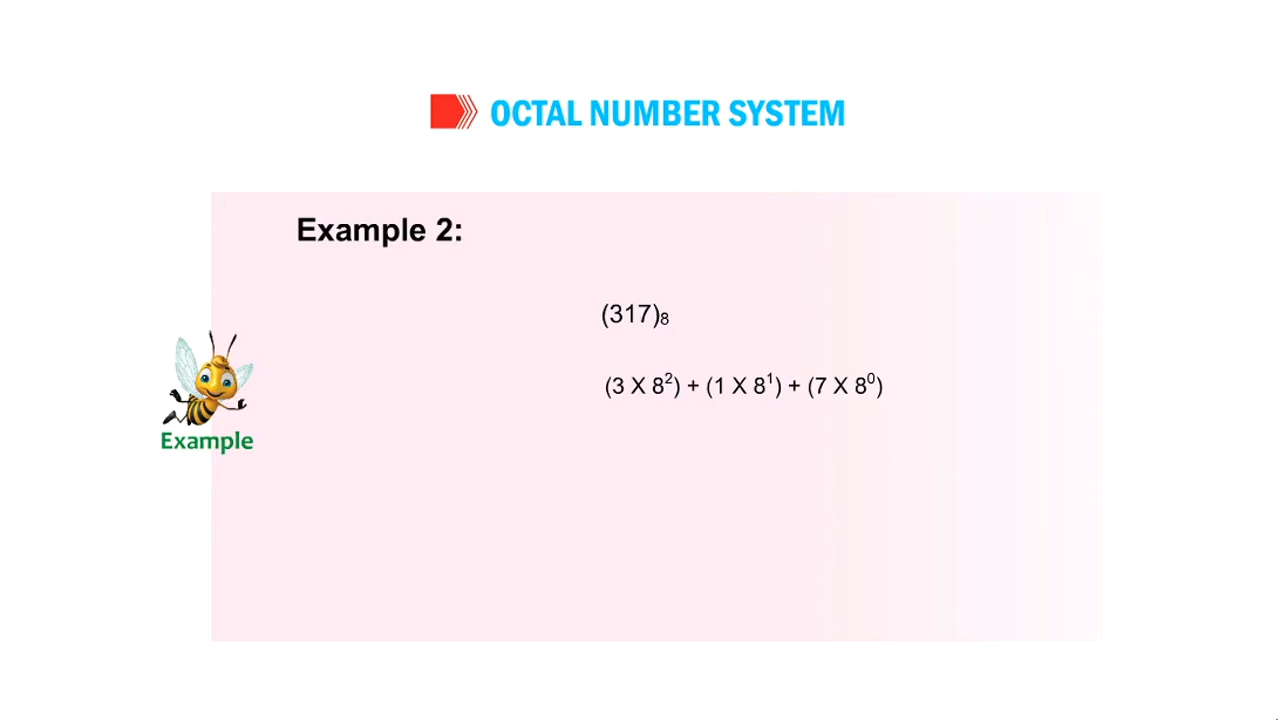 OCTAL NUMBER SYSTEM
Example 2:
(317)₈
(3 X 8²) + (1 X 8¹) + (7 X 8⁰)
Example